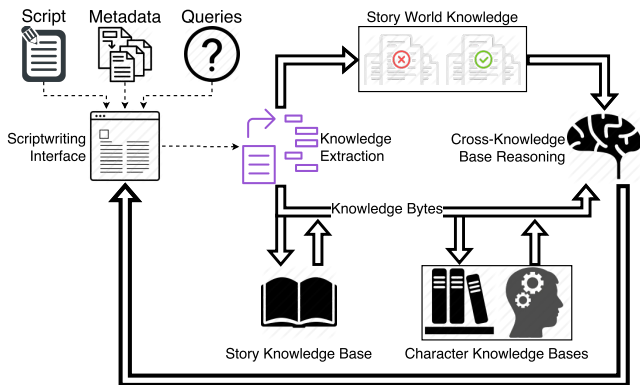 Script
Metadata
Queries
Story World Knowledge
?
Scriptwriting
Interface
Knowledge
Extraction
Cross-Knowledge
Base Reasoning
Knowledge Bytes
Story Knowledge Base
Character Knowledge Bases